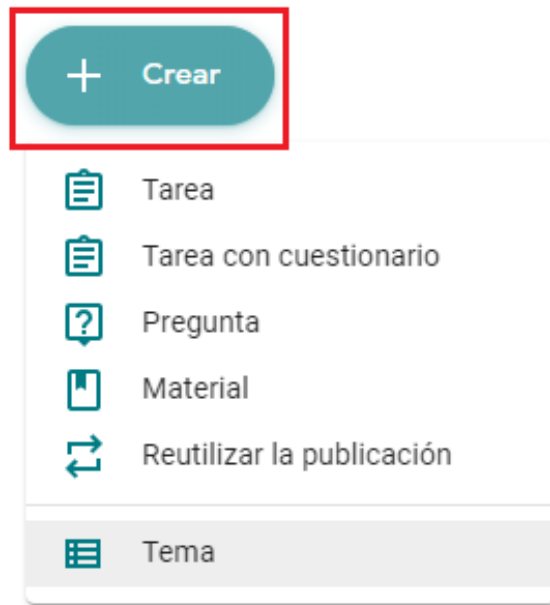 Crear
Tarea
Tarea con cuestionario
Pregunta
Material
Reutilizar la publicación
Tema